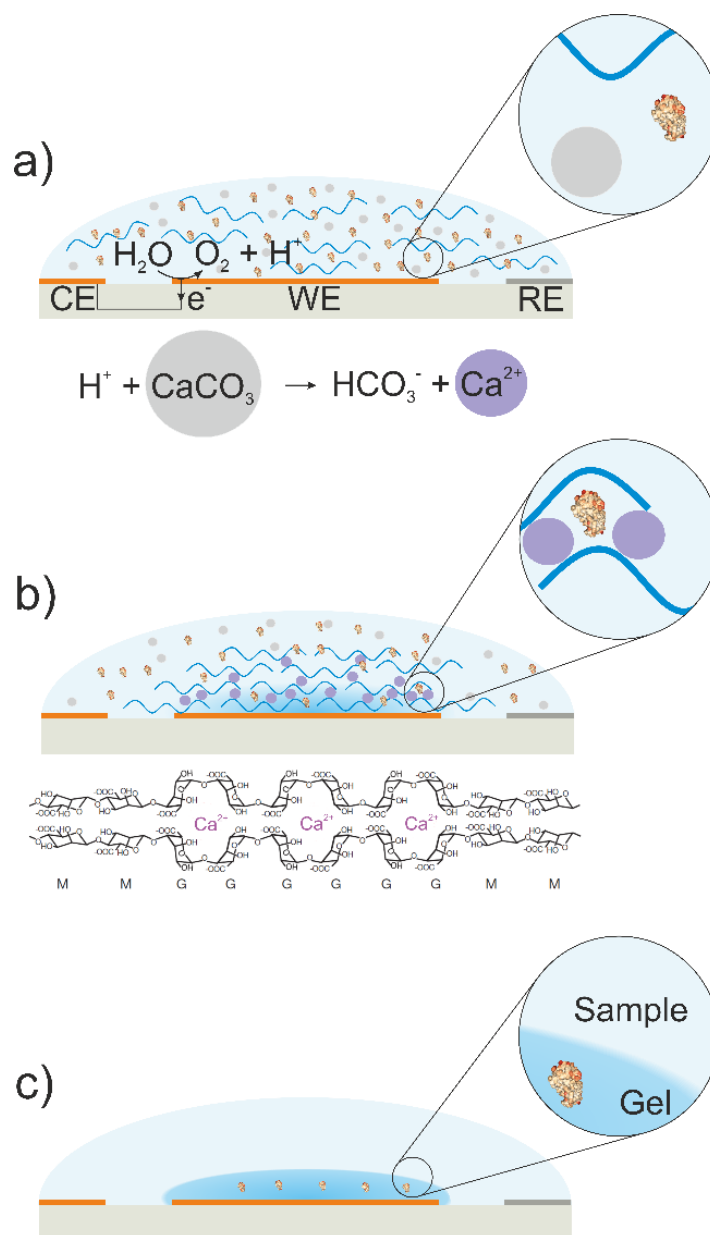 a)
H₂O O₂ + H⁺
CE e⁻ WE RE
H⁺ + CaCO₃ → HCO₃⁻ + Ca²⁺
b)
Ca²⁻ Ca²⁺ Ca²⁺
M M G G G G G G M M
c)
Sample
Gel